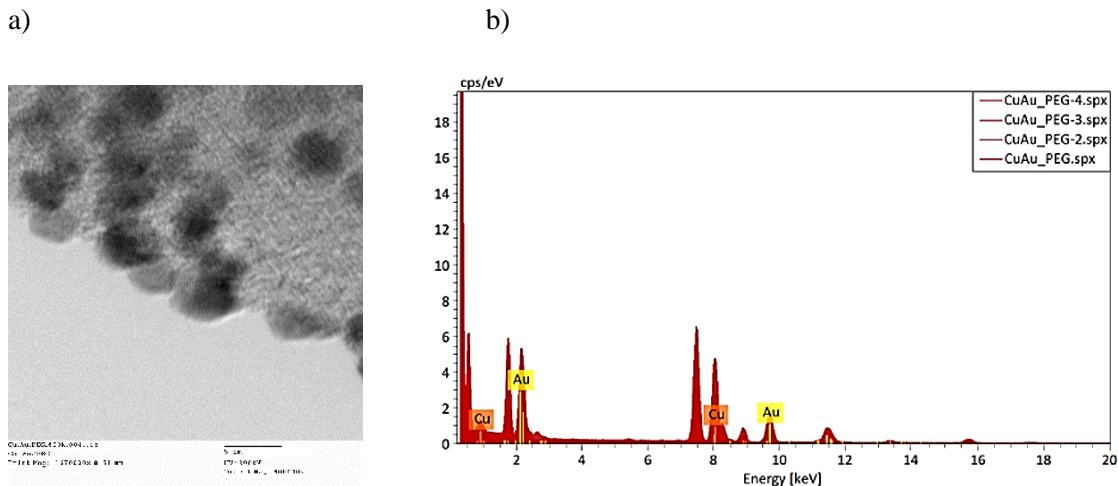 a)
b)
cps/eV
CuAu_PEG-4.spx
CuAu_PEG-3.spx
CuAu_PEG-2.spx
CuAu_PEG.spx
18
16
14
12
10
8
6
4
2
0
Au
Cu
Cu
Au
2 4 6 8 10 12 14 16 18 20
Energy [keV]
5 nm